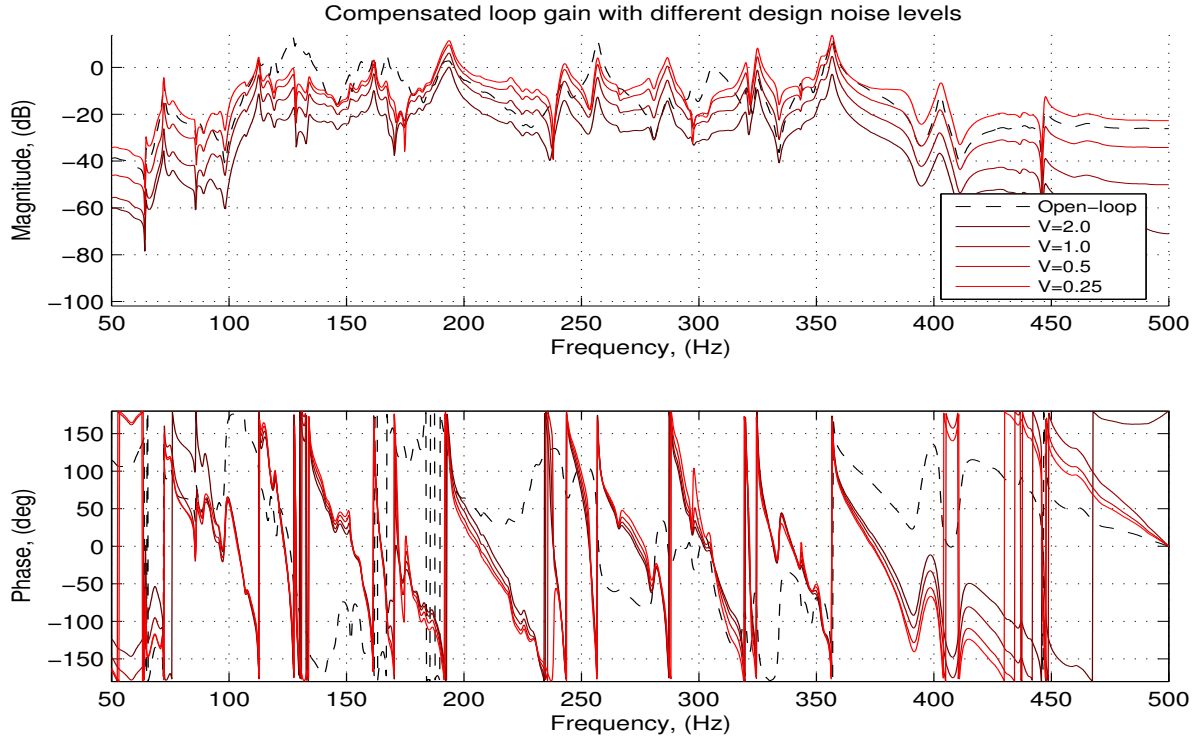 Compensated loop gain with different design noise levels
Magnitude, (dB)
0
−20
−40
−60
−80
−100
50 100 150 200 250 300 350 400 450 500
Frequency, (Hz)
Open−loop
V=2.0
V=1.0
V=0.5
V=0.25
Phase, (deg)
150
100
50
0
−50
−100
−150
50 100 150 200 250 300 350 400 450 500
Frequency, (Hz)